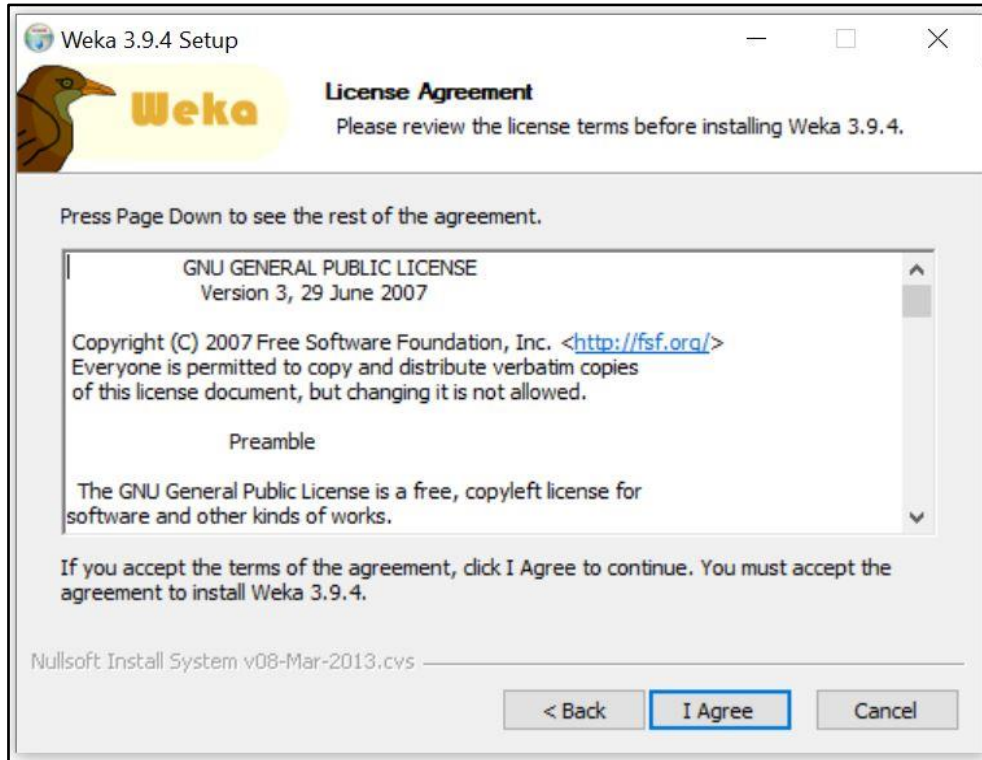 Weka 3.9.4 Setup
Weka
License Agreement
Please review the license terms before installing Weka 3.9.4.
Press Page Down to see the rest of the agreement.
GNU GENERAL PUBLIC LICENSE
Version 3, 29 June 2007
Copyright (C) 2007 Free Software Foundation, Inc. <http://fsf.org/>
Everyone is permitted to copy and distribute verbatim copies
of this license document, but changing it is not allowed.
Preamble
The GNU General Public License is a free, copyleft license for
software and other kinds of works.
If you accept the terms of the agreement, click I Agree to continue. You must accept the
agreement to install Weka 3.9.4.
Nullsoft Install System v08-Mar-2013.cvs
< Back I Agree Cancel